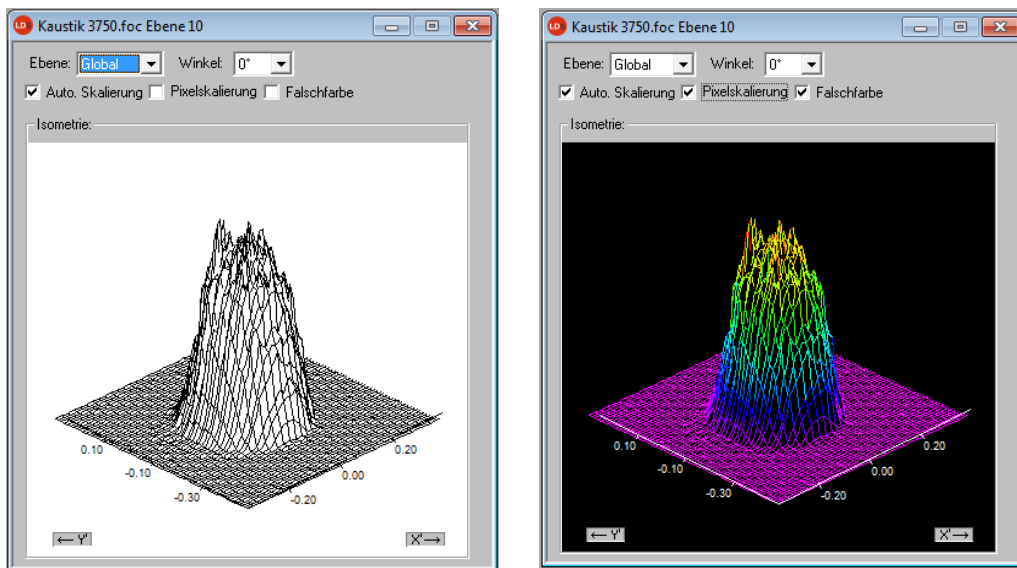 LD Kaustik 3750.foc Ebene 10
Ebene: Global Winkel: 0°
Auto. Skalierung Pixelskalierung Falschfarbe
Isometrie:
0.10
0.20
-0.10
0.00
-0.30
-0.20
←Y'
X'→
LD Kaustik 3750.foc Ebene 10
Ebene: Global Winkel: 0°
Auto. Skalierung Pixelskalierung Falschfarbe
Isometrie:
0.10
0.20
-0.10
0.00
-0.30
-0.20
←Y'
X'→